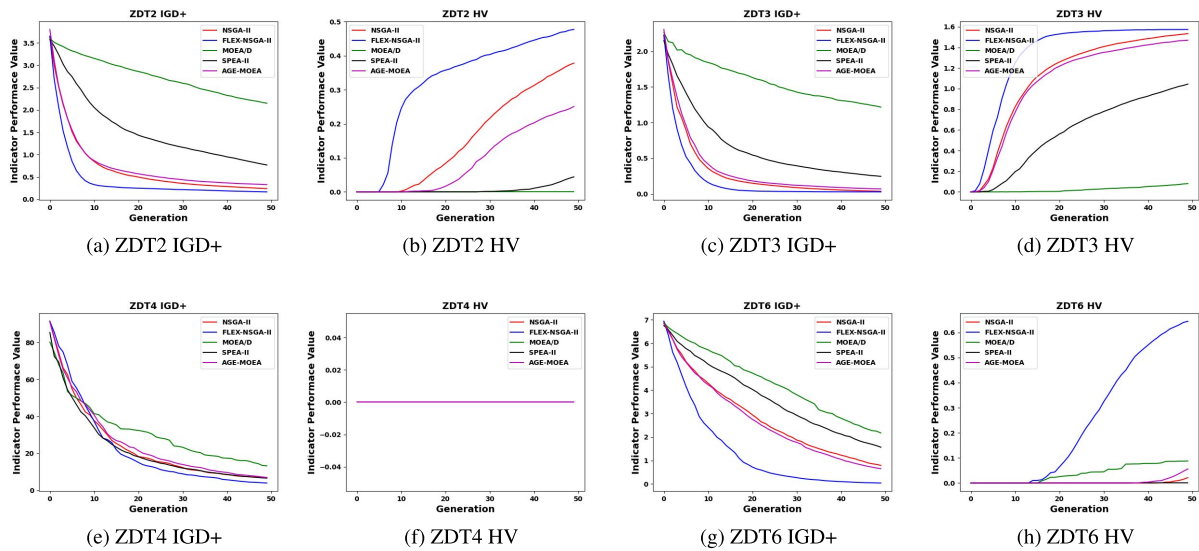 ZDT2 IGD+
Indicator Performace Value
3.5
3.0
2.5
2.0
1.5
1.0
0.5
0.0
NSGA-II
FLEX-NSGA-II
MOEA/D
SPEA-II
AGE-MOEA
0 10 20 30 40 50
Generation
(a) ZDT2 IGD+
ZDT2 HV
Indicator Performace Value
0.5
0.4
0.3
0.2
0.1
0.0
NSGA-II
FLEX-NSGA-II
MOEA/D
SPEA-II
AGE-MOEA
0 10 20 30 40 50
Generation
(b) ZDT2 HV
ZDT3 IGD+
Indicator Performace Value
2.0
1.5
1.0
0.5
0.0
NSGA-II
FLEX-NSGA-II
MOEA/D
SPEA-II
AGE-MOEA
0 10 20 30 40 50
Generation
(c) ZDT3 IGD+
ZDT3 HV
Indicator Performace Value
1.6
1.4
1.2
1.0
0.8
0.6
0.4
0.2
0.0
NSGA-II
FLEX-NSGA-II
MOEA/D
SPEA-II
AGE-MOEA
0 10 20 30 40 50
Generation
(d) ZDT3 HV
ZDT4 IGD+
Indicator Performace Value
80
60
40
20
0
NSGA-II
FLEX-NSGA-II
MOEA/D
SPEA-II
AGE-MOEA
0 10 20 30 40 50
Generation
(e) ZDT4 IGD+
ZDT4 HV
Indicator Performace Value
0.04
0.02
0.00
−0.02
−0.04
NSGA-II
FLEX-NSGA-II
MOEA/D
SPEA-II
AGE-MOEA
0 10 20 30 40 50
Generation
(f) ZDT4 HV
ZDT6 IGD+
Indicator Performace Value
7
6
5
4
3
2
1
0
NSGA-II
FLEX-NSGA-II
MOEA/D
SPEA-II
AGE-MOEA
0 10 20 30 40 50
Generation
(g) ZDT6 IGD+
ZDT6 HV
Indicator Performace Value
0.6
0.5
0.4
0.3
0.2
0.1
0.0
NSGA-II
FLEX-NSGA-II
MOEA/D
SPEA-II
AGE-MOEA
0 10 20 30 40 50
Generation
(h) ZDT6 HV